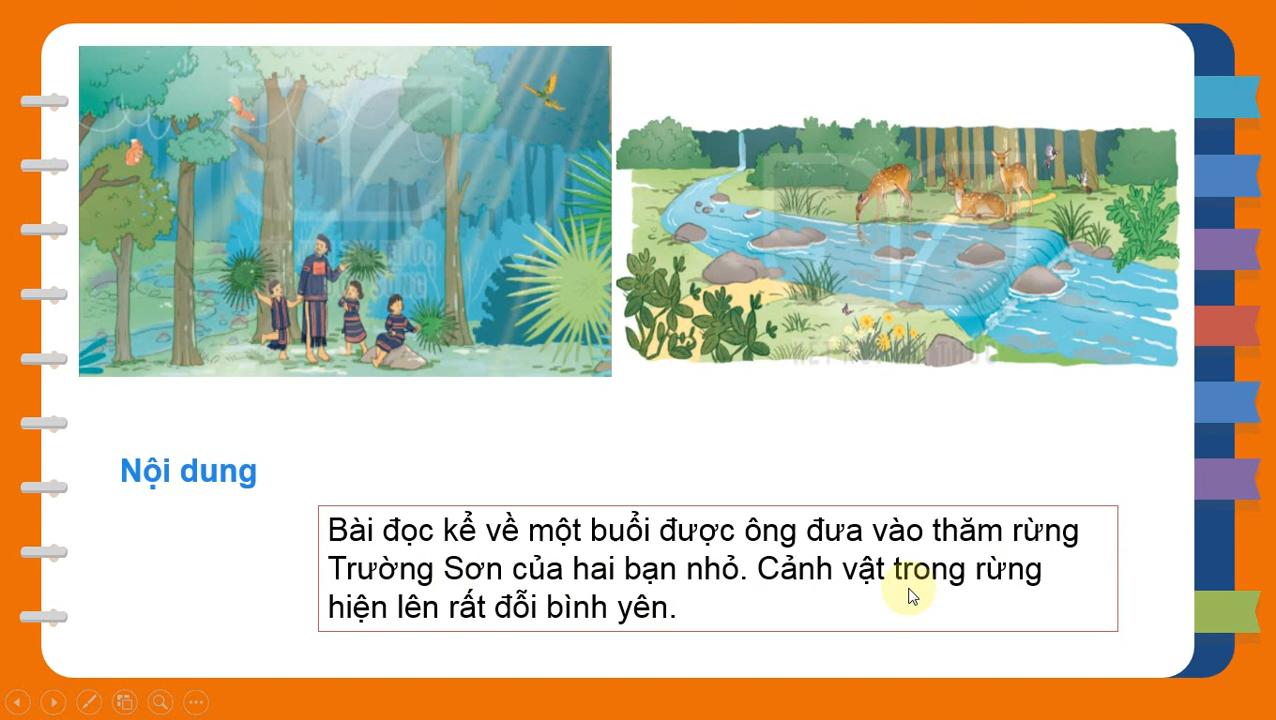 Nội dung
Bài đọc kể về một buổi được ông đưa vào thăm rừng
Trường Sơn của hai bạn nhỏ. Cảnh vật trong rừng
hiện lên rất đỗi bình yên.